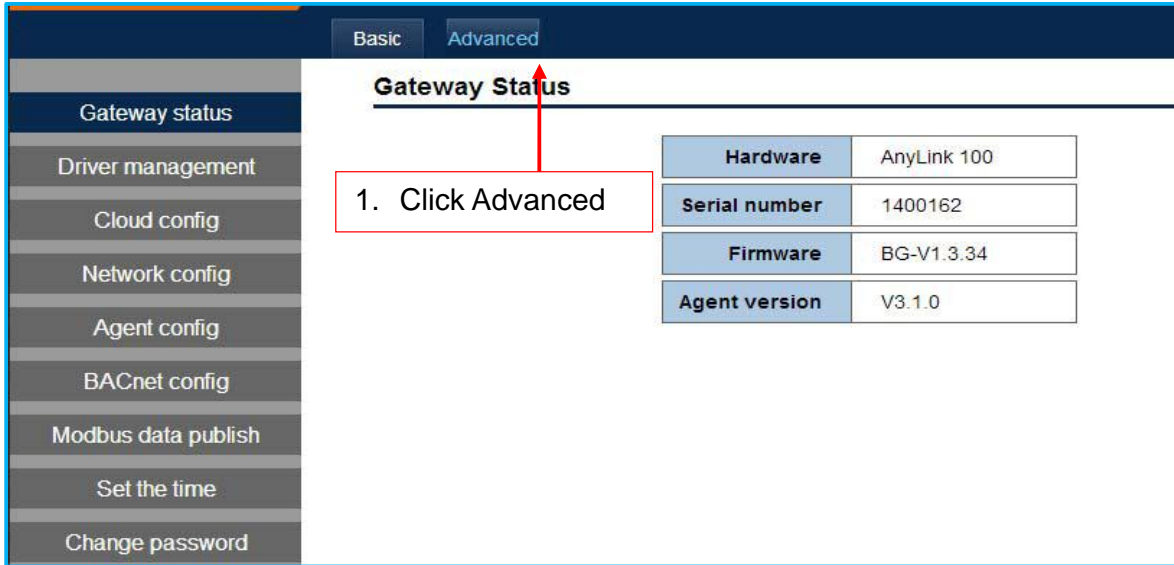 Basic Advanced
Gateway Status
Gateway status
Driver management
Cloud config
Network config
Agent config
BACnet config
Modbus data publish
Set the time
Change password
1. Click Advanced
Hardware AnyLink 100
Serial number 1400162
Firmware BG-V1.3.34
Agent version V3.1.0